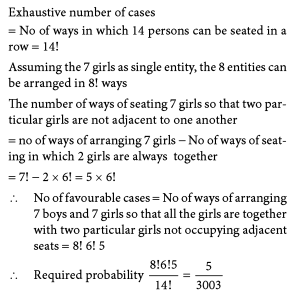 Exhaustive number of cases
= No of ways in which 14 persons can be seated in a
row = 14!
Assuming the 7 girls as single entity, the 8 entities can
be arranged in 8! ways
The number of ways of seating 7 girls so that two par-
ticular girls are not adjacent to one another
= no of ways of arranging 7 girls − No of ways of seat-
ing in which 2 girls are always together
= 7! − 2 × 6! = 5 × 6!
∴ No of favourable cases = No of ways of arranging
7 boys and 7 girls so that all the girls are together
with two particular girls not occupying adjacent
seats = 8! 6! 5
∴ Required probability 8!6!5/14! = 5/3003